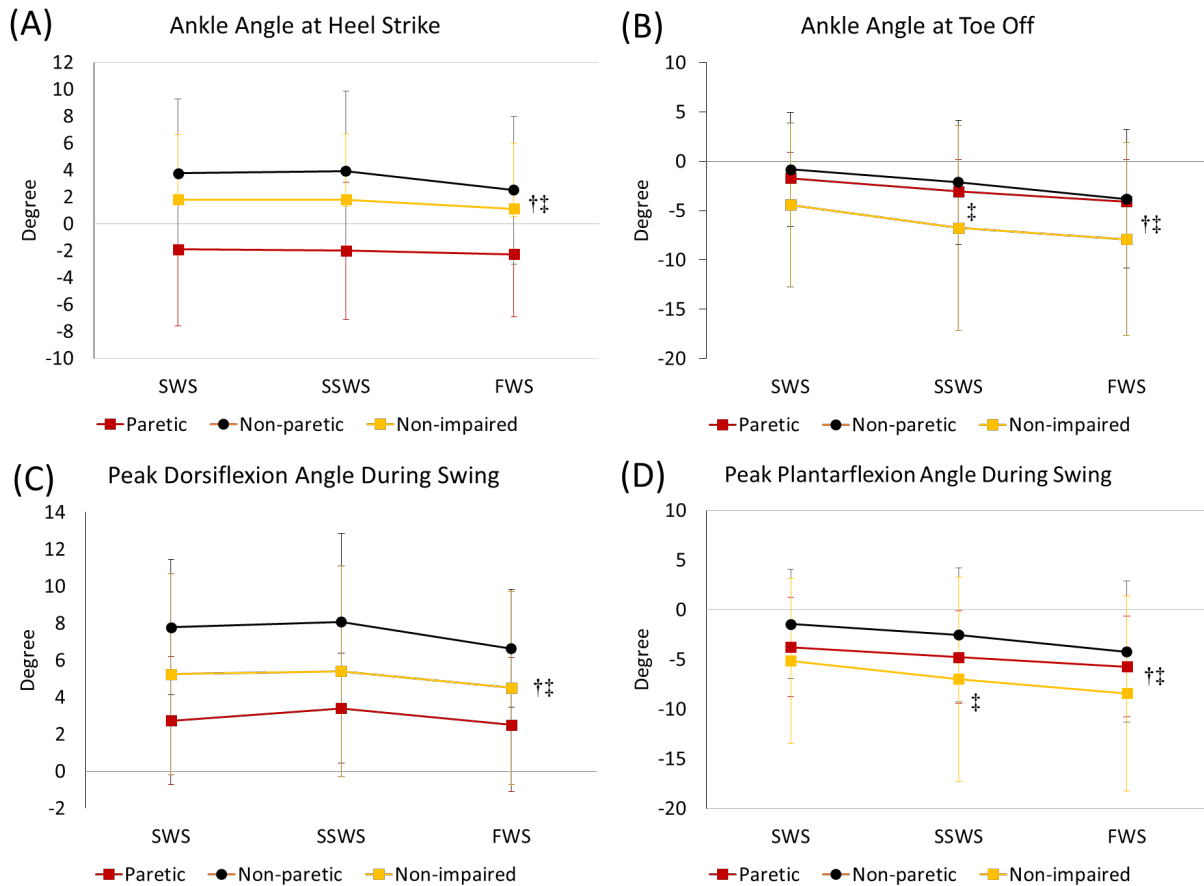 (A) Ankle Angle at Heel Strike
12
10
8
6
4
2
0
-2
-4
-6
-8
-10
Degree
†‡
SWS SSWS FWS
Paretic Non-paretic Non-impaired
(B) Ankle Angle at Toe Off
10
5
0
-5
-10
-15
-20
Degree
‡
†‡
SWS SSWS FWS
Paretic Non-paretic Non-impaired
(C) Peak Dorsiflexion Angle During Swing
14
12
10
8
6
4
2
0
-2
Degree
†‡
SWS SSWS FWS
Paretic Non-paretic Non-impaired
(D) Peak Plantarflexion Angle During Swing
10
5
0
-5
-10
-15
-20
Degree
†‡
‡
SWS SSWS FWS
Paretic Non-paretic Non-impaired